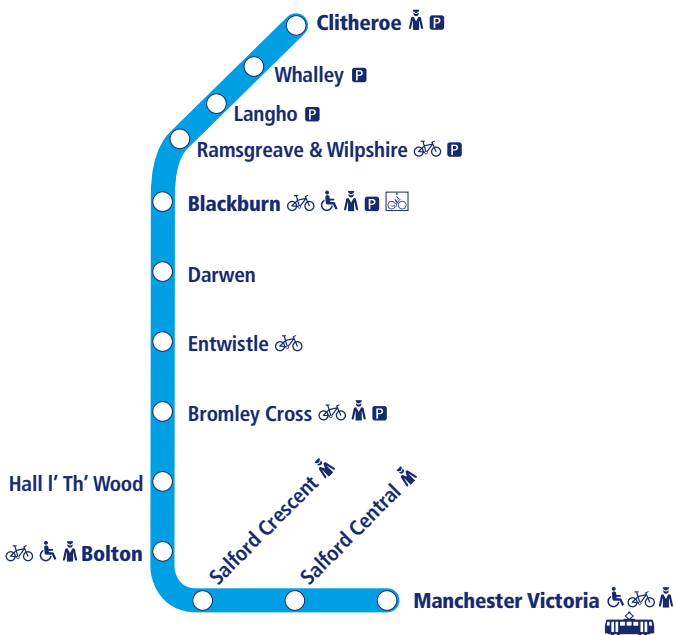 Clitheroe P
Whalley P
Langho P
Ramsgreave & Wilpshire P
Blackburn P
Darwen
Entwistle
Bromley Cross P
Hall I’ Th’ Wood
Salford Crescent
Salford Central
Bolton
Manchester Victoria